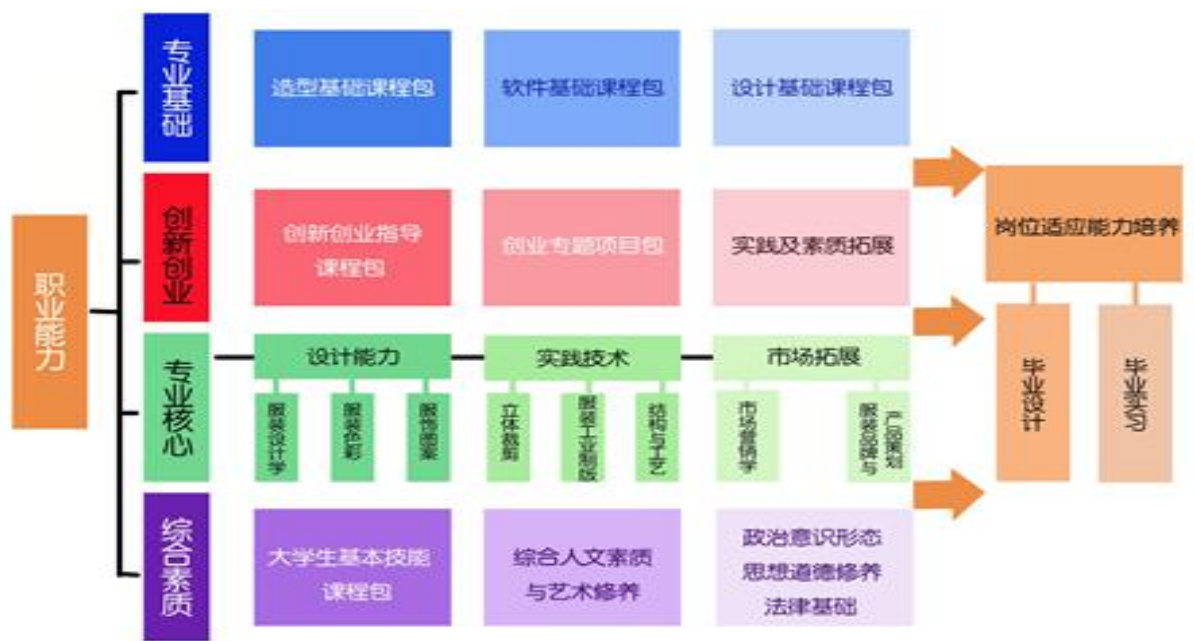 职业能力
专业基础
造型基础课程包
软件基础课程包
设计基础课程包
创新创业
创新创业指导
课程包
创业专题项目包
实践及素质拓展
专业核心
设计能力
服装设计学
服装色彩
服饰图案
实践技术
立体裁剪
服装工业制版
结构与工艺
市场拓展
市场营销学
服装品牌与
产品策划
综合素质
大学生基本技能
课程包
综合人文素质
与艺术修养
政治意识形态
思想道德修养
法律基础
岗位适应能力培养
毕业设计
毕业实习